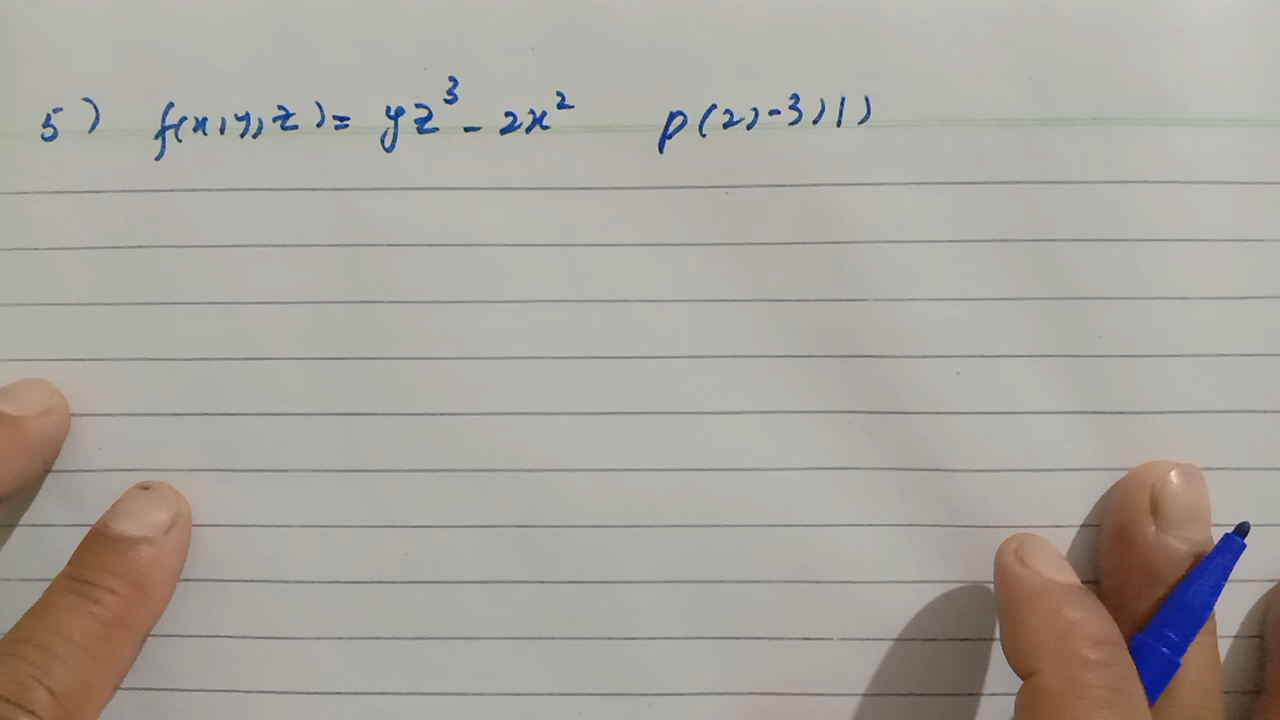 5) f(x,y,z)= yz³ - 2x² P(2,-3,1)